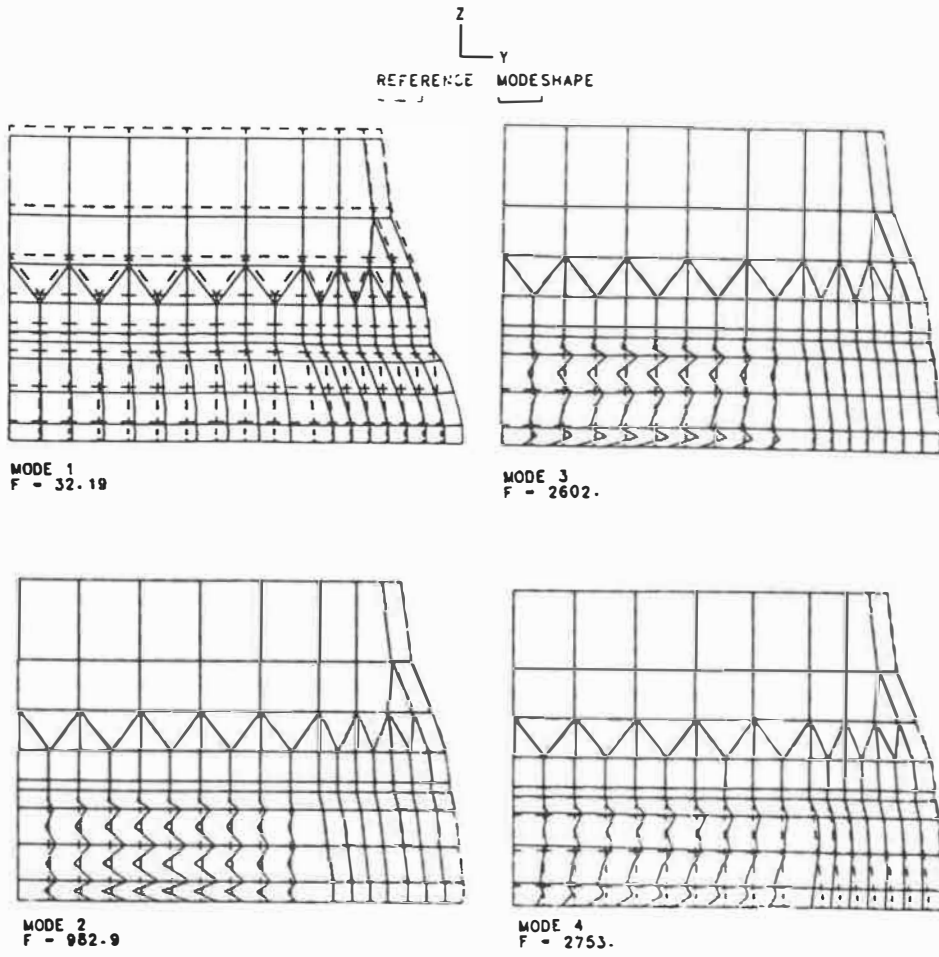 Z
Y
REFERENCE MODESHAPE
MODE 1
F = 32.19
MODE 3
F = 2602.
MODE 2
F = 982.9
MODE 4
F = 2753.